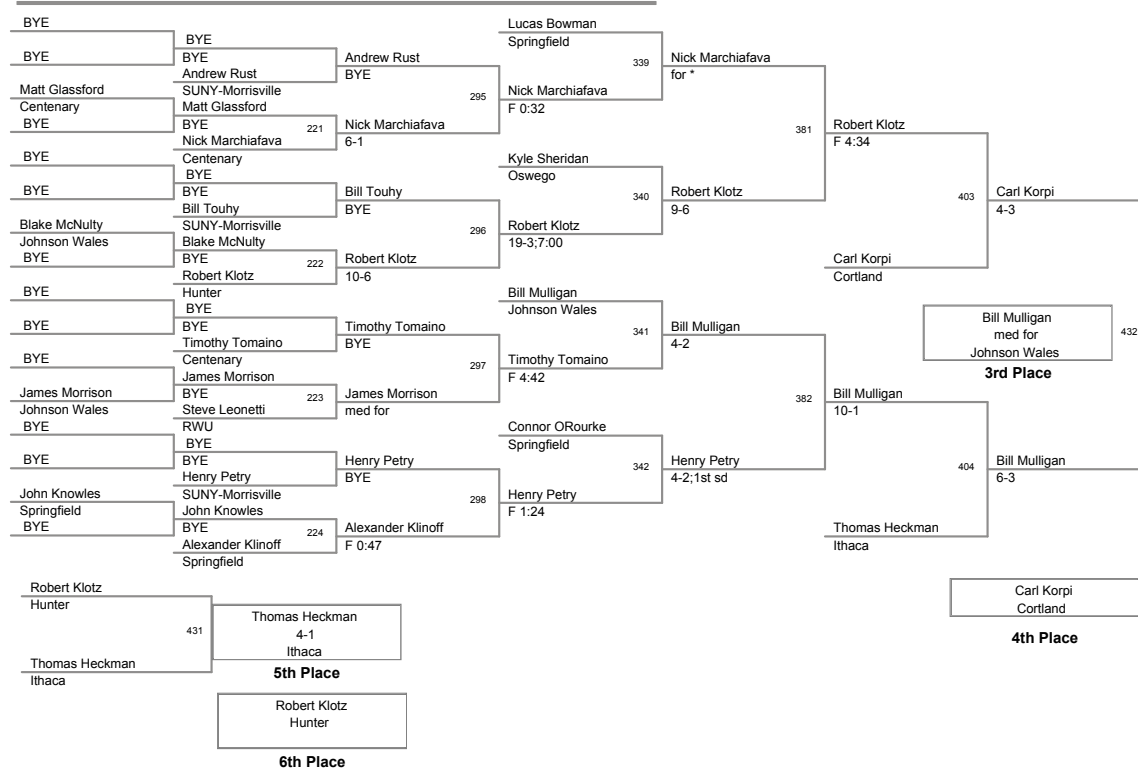 BYE
BYE
Matt Glassford
Centenary
BYE
BYE
BYE
Blake McNulty
Johnson Wales
BYE
BYE
BYE
BYE
James Morrison
Johnson Wales
BYE
BYE
John Knowles
Springfield
BYE
BYE
BYE
Andrew Rust
SUNY-Morrisville
Matt Glassford
BYE
221
Nick Marchiafava
Centenary
BYE
BYE
Bill Touhy
SUNY-Morrisville
Blake McNulty
BYE
222
Robert Klotz
Hunter
BYE
BYE
Timothy Tomaino
Centenary
James Morrison
BYE
223
Steve Leonetti
RWU
BYE
BYE
Henry Petry
SUNY-Morrisville
John Knowles
BYE
224
Alexander Klinoff
Springfield
Andrew Rust
BYE
295
Nick Marchiafava
6-1
Bill Touhy
BYE
296
Robert Klotz
10-6
Timothy Tomaino
BYE
297
James Morrison
med for
Henry Petry
BYE
298
Alexander Klinoff
F 0:47
Lucas Bowman
Springfield
339
Nick Marchiafava
F 0:32
Kyle Sheridan
Oswego
340
Robert Klotz
19-3;7:00
Bill Mulligan
Johnson Wales
341
Timothy Tomaino
F 4:42
Connor ORourke
Springfield
342
Henry Petry
F 1:24
Nick Marchiafava
for *
381
Robert Klotz
9-6
Bill Mulligan
4-2
382
Henry Petry
4-2;1st sd
Robert Klotz
F 4:34
403
Carl Korpi
Cortland
Bill Mulligan
10-1
404
Thomas Heckman
Ithaca
Carl Korpi
4-3
Bill Mulligan
med for
Johnson Wales
432
3rd Place
Bill Mulligan
6-3
Carl Korpi
Cortland
4th Place
Robert Klotz
Hunter
431
Thomas Heckman
Ithaca
Thomas Heckman
4-1
Ithaca
5th Place
Robert Klotz
Hunter
6th Place